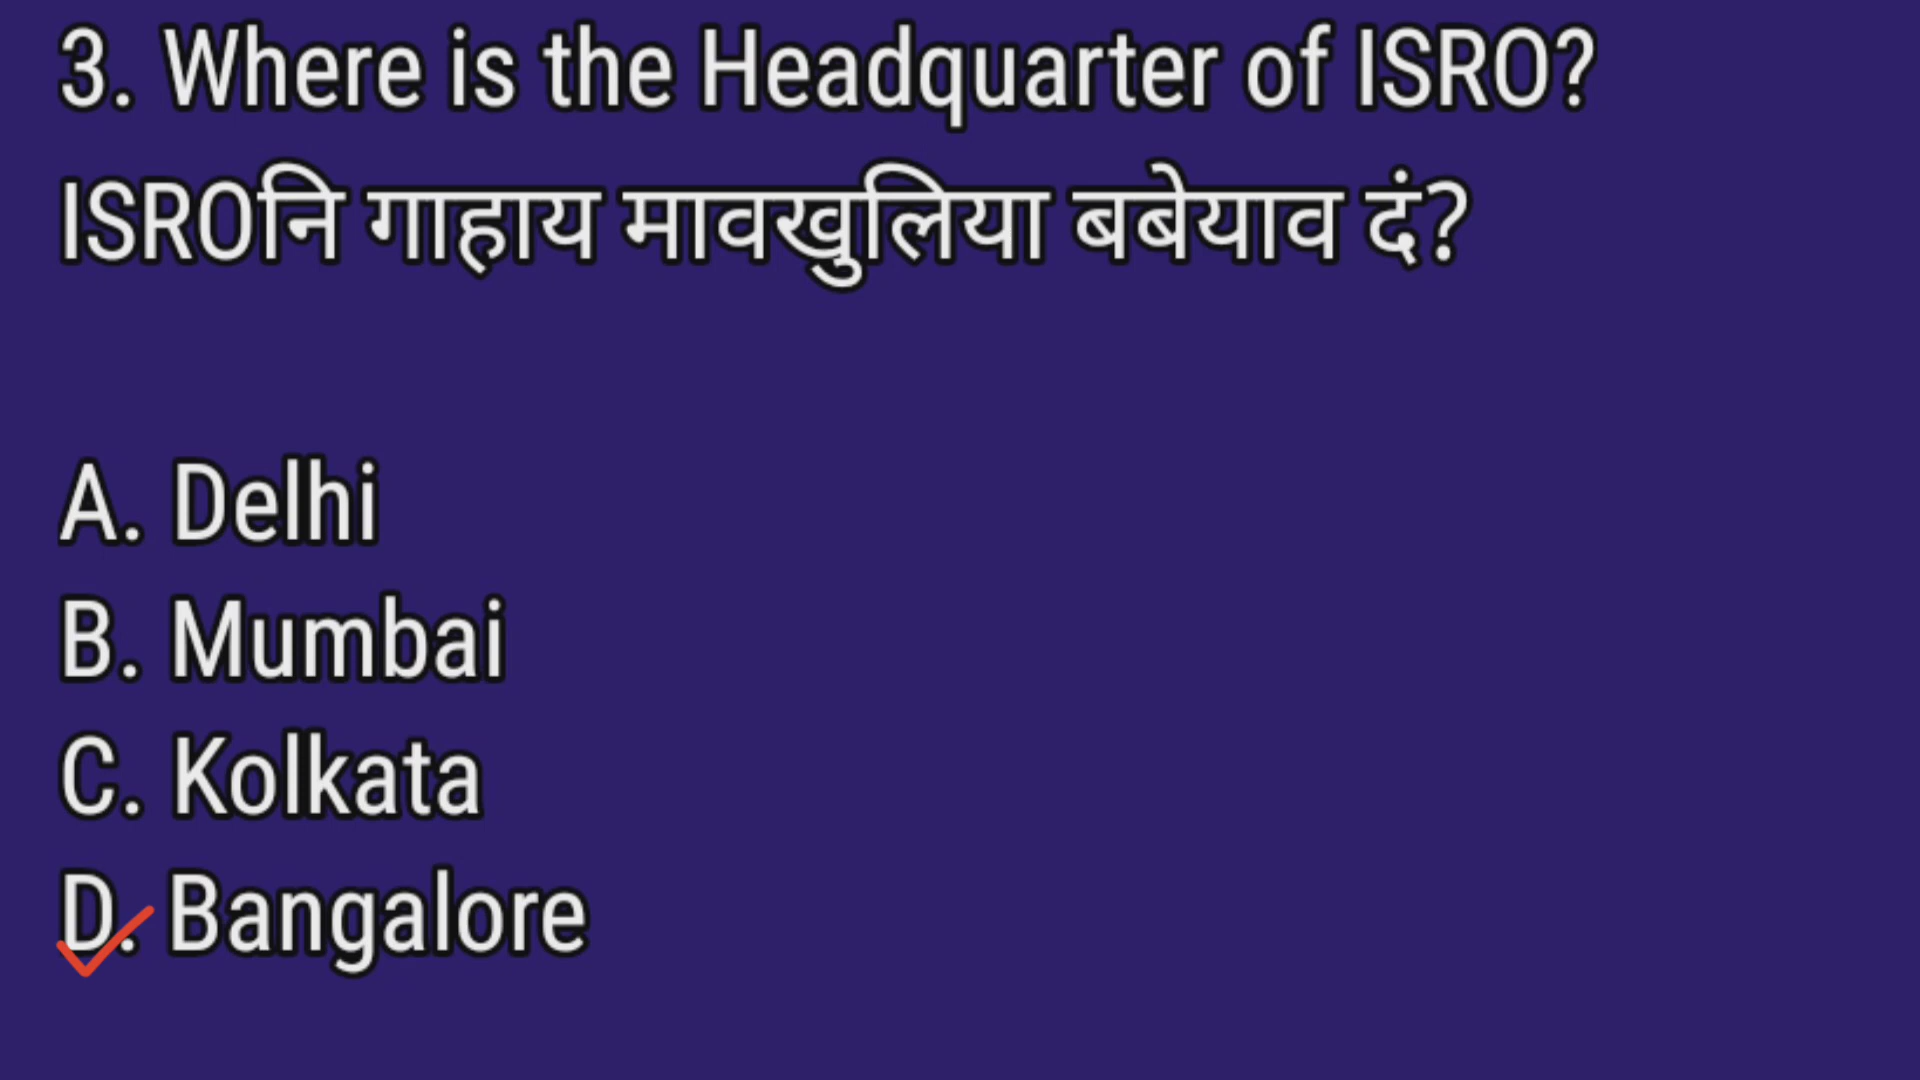 3. Where is the Headquarter of ISRO?
ISROनि गाहाय मावखुलिया बबेयाव दं?
A. Delhi
B. Mumbai
C. Kolkata
D. Bangalore